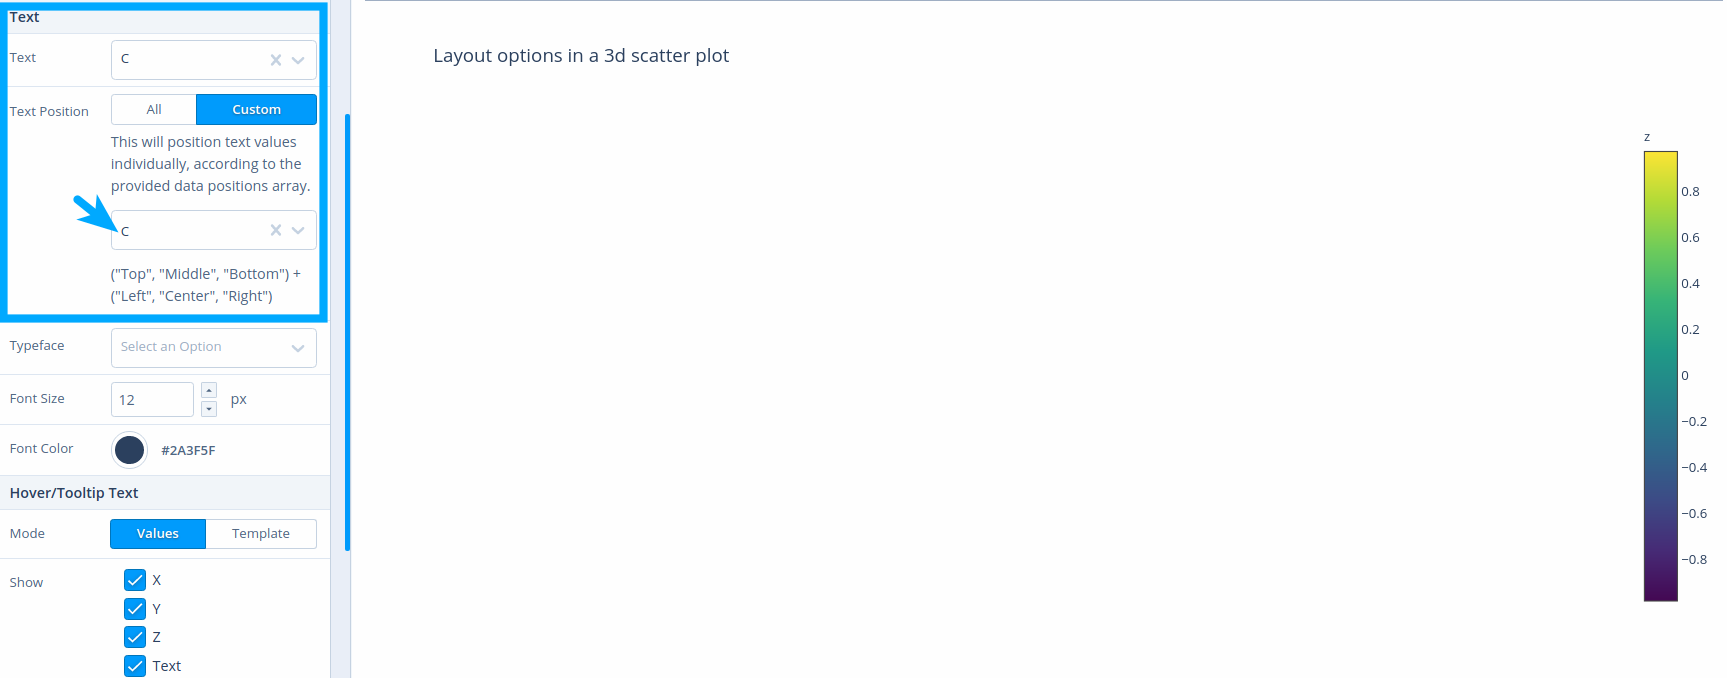 Text
Text
C
Text Position
All
Custom
This will position text values
individually, according to the
provided data positions array.
C
("Top", "Middle", "Bottom") +
("Left", "Center", "Right")
Typeface
Select an Option
Font Size
12
px
Font Color
#2A3F5F
Hover/Tooltip Text
Mode
Values
Template
Show
X
Y
Z
Text
Layout options in a 3d scatter plot
z
0.8
0.6
0.4
0.2
0
−0.2
−0.4
−0.6
−0.8